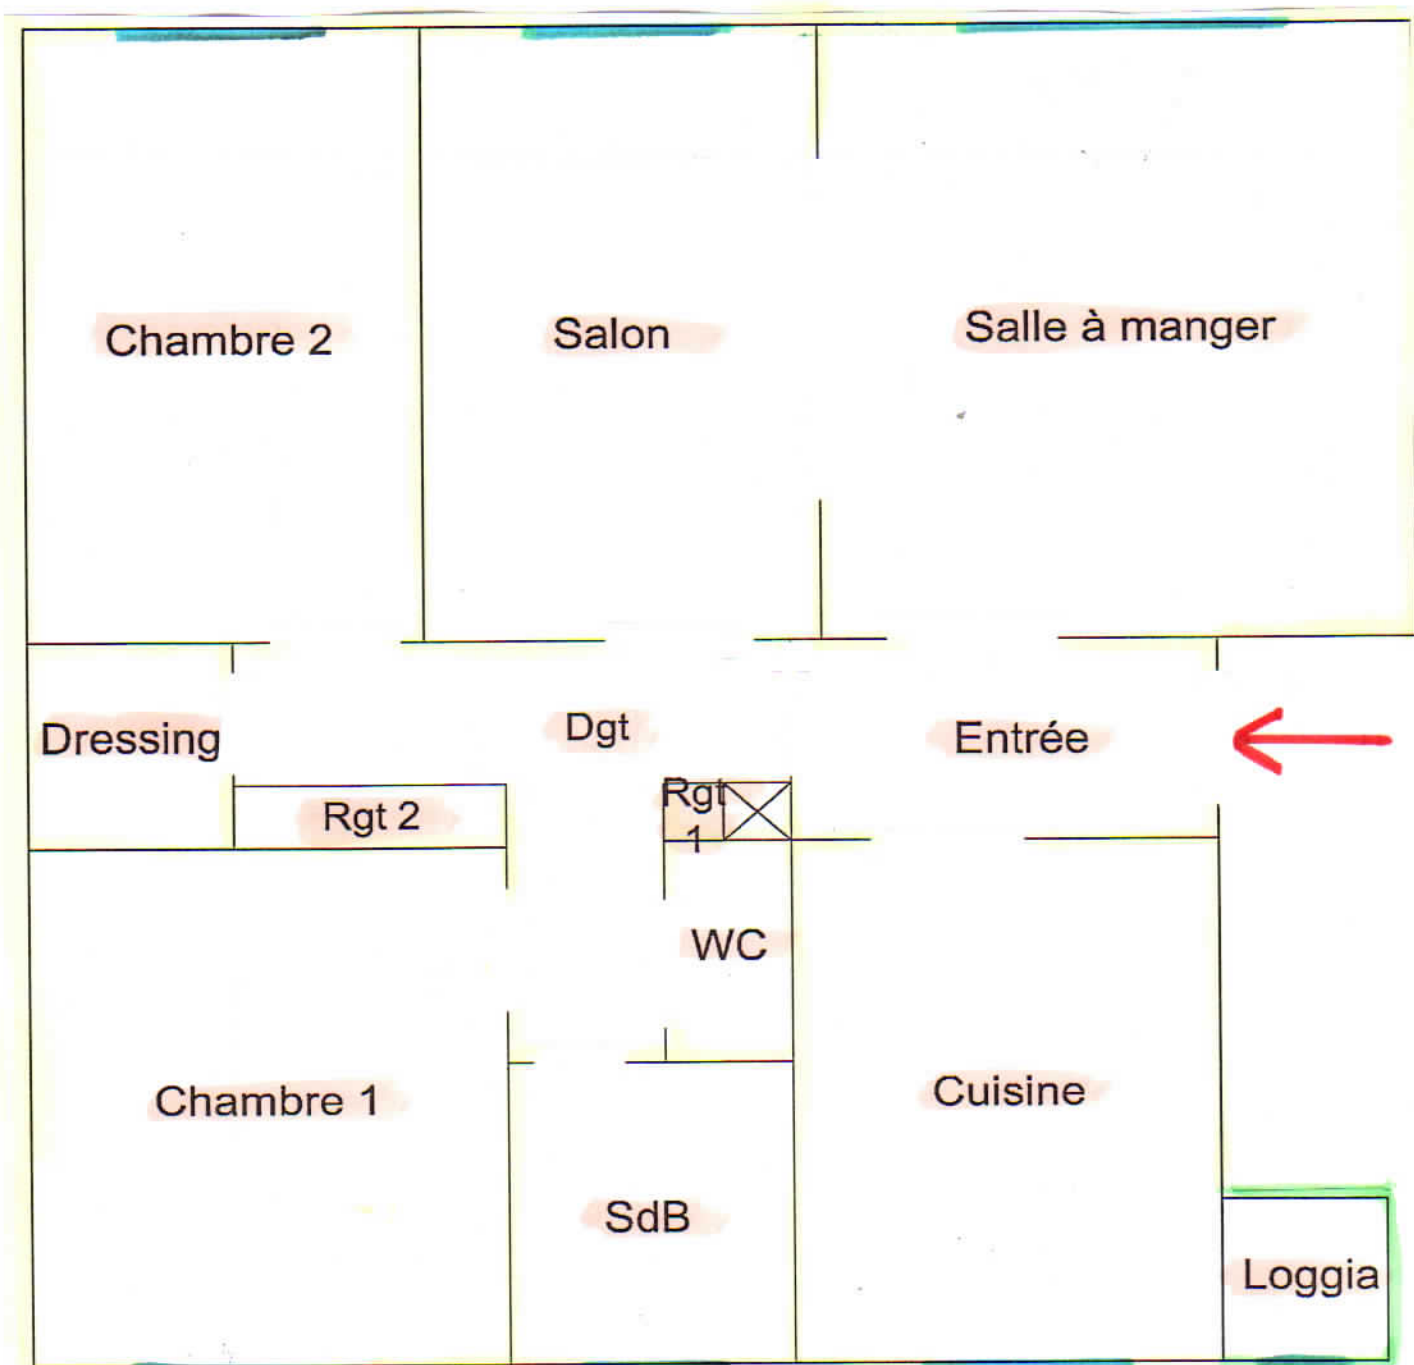 Chambre 2
Salon
Salle à manger
Dressing
Dgt
Entrée
Rgt 2
Rgt
1
WC
Chambre 1
Cuisine
SdB
Loggia